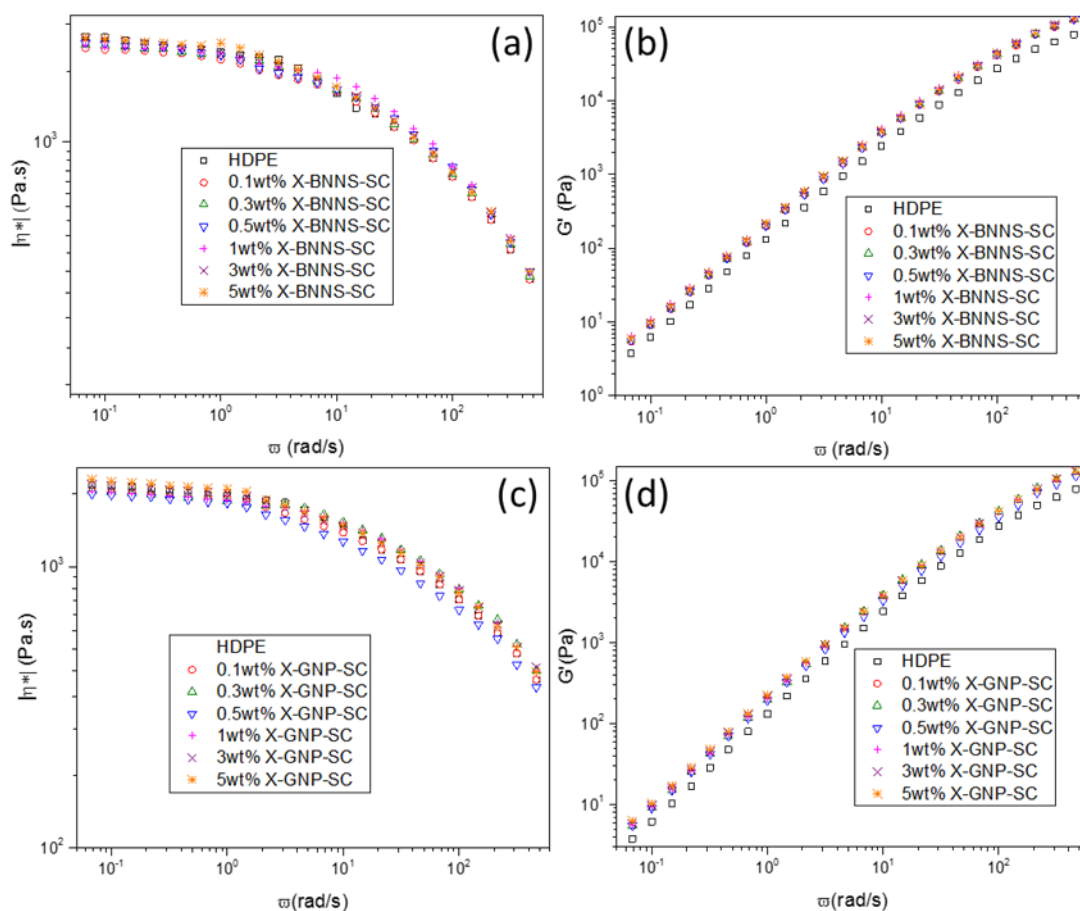 (a)
|η*| (Pa.s)
10³
HDPE
0.1wt% X-BNNS-SC
0.3wt% X-BNNS-SC
0.5wt% X-BNNS-SC
1wt% X-BNNS-SC
3wt% X-BNNS-SC
5wt% X-BNNS-SC
10⁻¹ 10⁰ 10¹ 10²
ϖ (rad/s)
(b)
G' (Pa)
10⁵
10⁴
10³
10²
10¹
10⁰
HDPE
0.1wt% X-BNNS-SC
0.3wt% X-BNNS-SC
0.5wt% X-BNNS-SC
1wt% X-BNNS-SC
3wt% X-BNNS-SC
5wt% X-BNNS-SC
10⁻¹ 10⁰ 10¹ 10²
ϖ (rad/s)
(c)
|η*| (Pa.s)
10³
10²
HDPE
0.1wt% X-GNP-SC
0.3wt% X-GNP-SC
0.5wt% X-GNP-SC
1wt% X-GNP-SC
3wt% X-GNP-SC
5wt% X-GNP-SC
10⁻¹ 10⁰ 10¹ 10²
ϖ(rad/s)
(d)
G'(Pa)
10⁵
10⁴
10³
10²
10¹
HDPE
0.1wt% X-GNP-SC
0.3wt% X-GNP-SC
0.5wt% X-GNP-SC
1wt% X-GNP-SC
3wt% X-GNP-SC
5wt% X-GNP-SC
10⁻¹ 10⁰ 10¹ 10²
ϖ(rad/s)